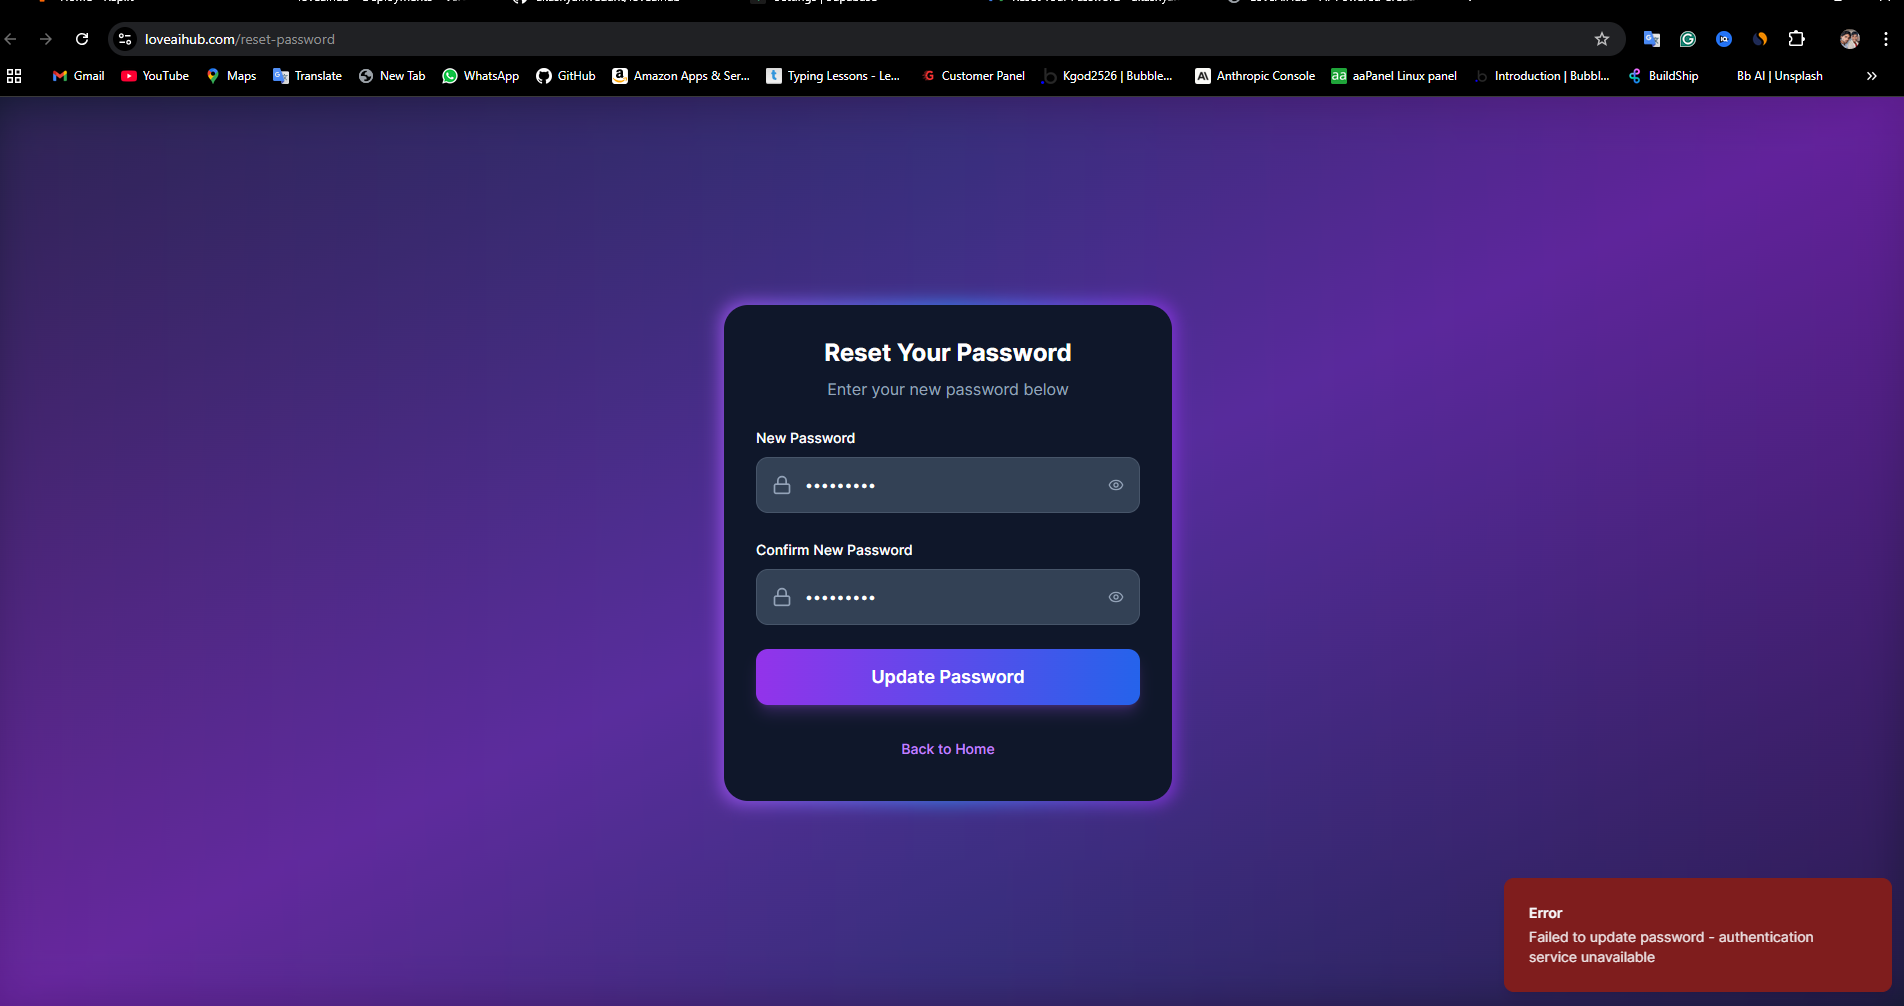 loveaihub.com/reset-password
Gmail YouTube Maps Translate New Tab WhatsApp GitHub Amazon Apps & Ser... Typing Lessons - Le... Customer Panel Kgod2526 | Bubble... Anthropic Console aaPanel Linux panel Introduction | Bubbl... BuildShip Bb AI | Unsplash
Reset Your Password
Enter your new password below
New Password
Confirm New Password
Update Password
Back to Home
Error
Failed to update password - authentication
service unavailable